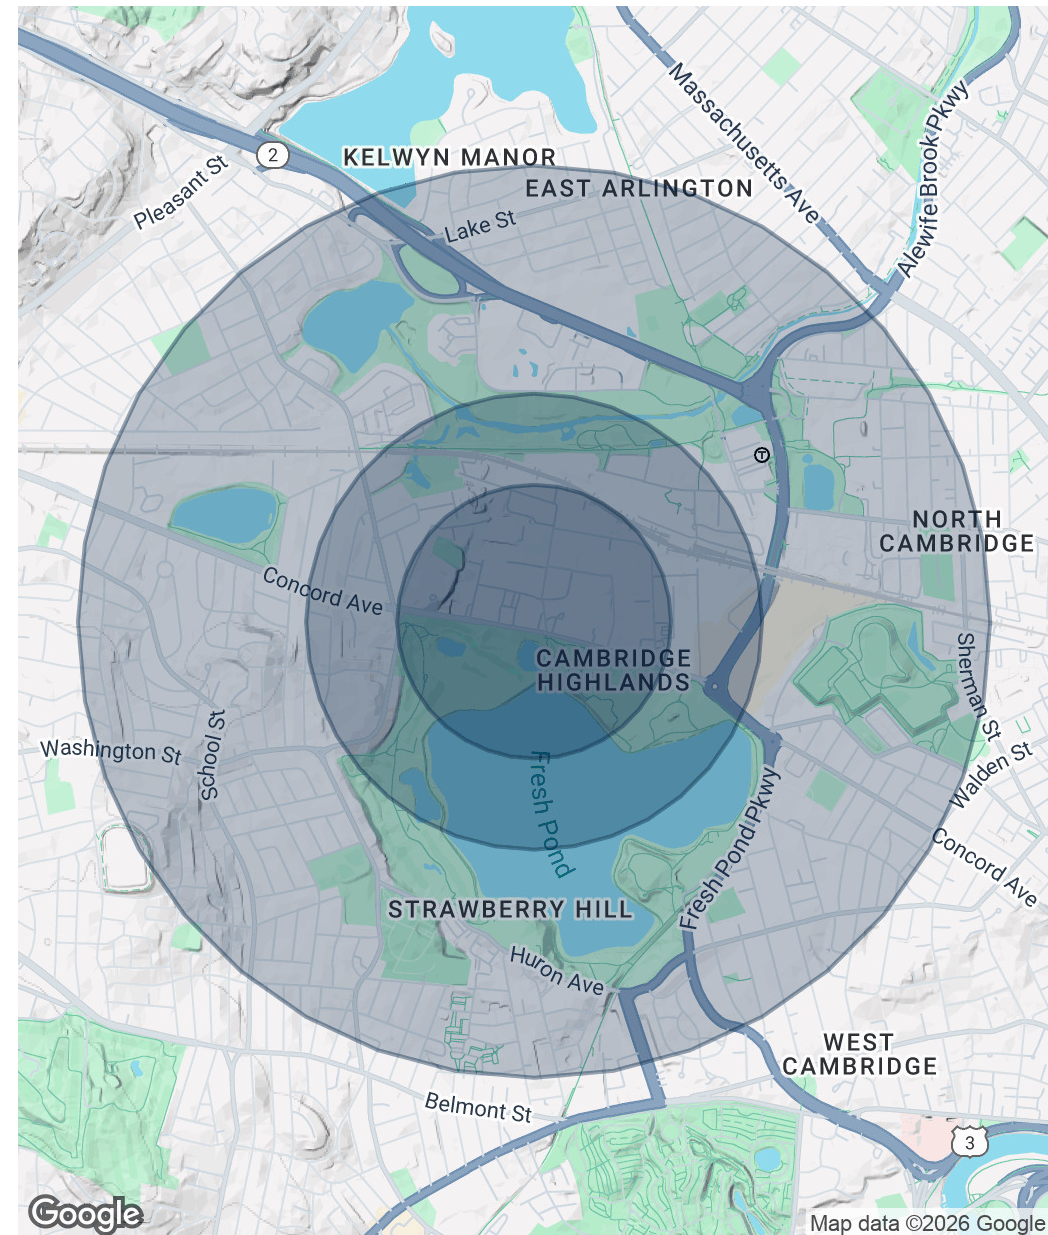 Massachusetts Ave
Alewife Brook Pkwy
2
KELWYN MANOR
Pleasant St
EAST ARLINGTON
Lake St
T
NORTH
CAMBRIDGE
Concord Ave
CAMBRIDGE
HIGHLANDS
Sherman St
School St
Washington St
Fresh Pond
Fresh Pond Pkwy
Walden St
Concord Ave
STRAWBERRY HILL
Huron Ave
WEST
CAMBRIDGE
Belmont St
3
Google
Map data ©2026 Google